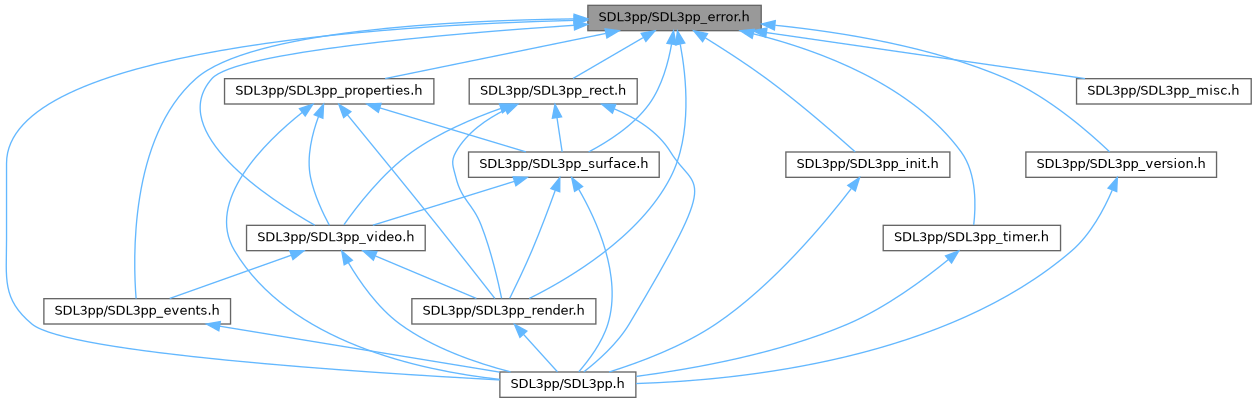 SDL3pp/SDL3pp_error.h
SDL3pp/SDL3pp_properties.h
SDL3pp/SDL3pp_rect.h
SDL3pp/SDL3pp_misc.h
SDL3pp/SDL3pp_surface.h
SDL3pp/SDL3pp_init.h
SDL3pp/SDL3pp_version.h
SDL3pp/SDL3pp_video.h
SDL3pp/SDL3pp_timer.h
SDL3pp/SDL3pp_events.h
SDL3pp/SDL3pp_render.h
SDL3pp/SDL3pp.h